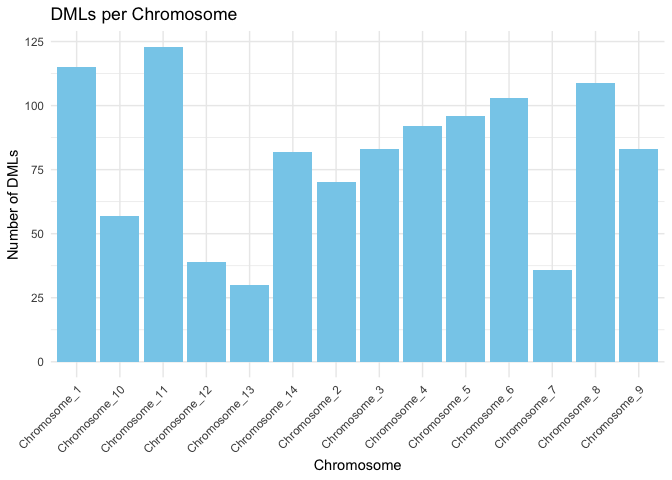 DMLs per Chromosome
Number of DMLs
125
100
75
50
25
0
Chromosome_1
Chromosome_10
Chromosome_11
Chromosome_12
Chromosome_13
Chromosome_14
Chromosome_2
Chromosome_3
Chromosome_4
Chromosome_5
Chromosome_6
Chromosome_7
Chromosome_8
Chromosome_9
Chromosome